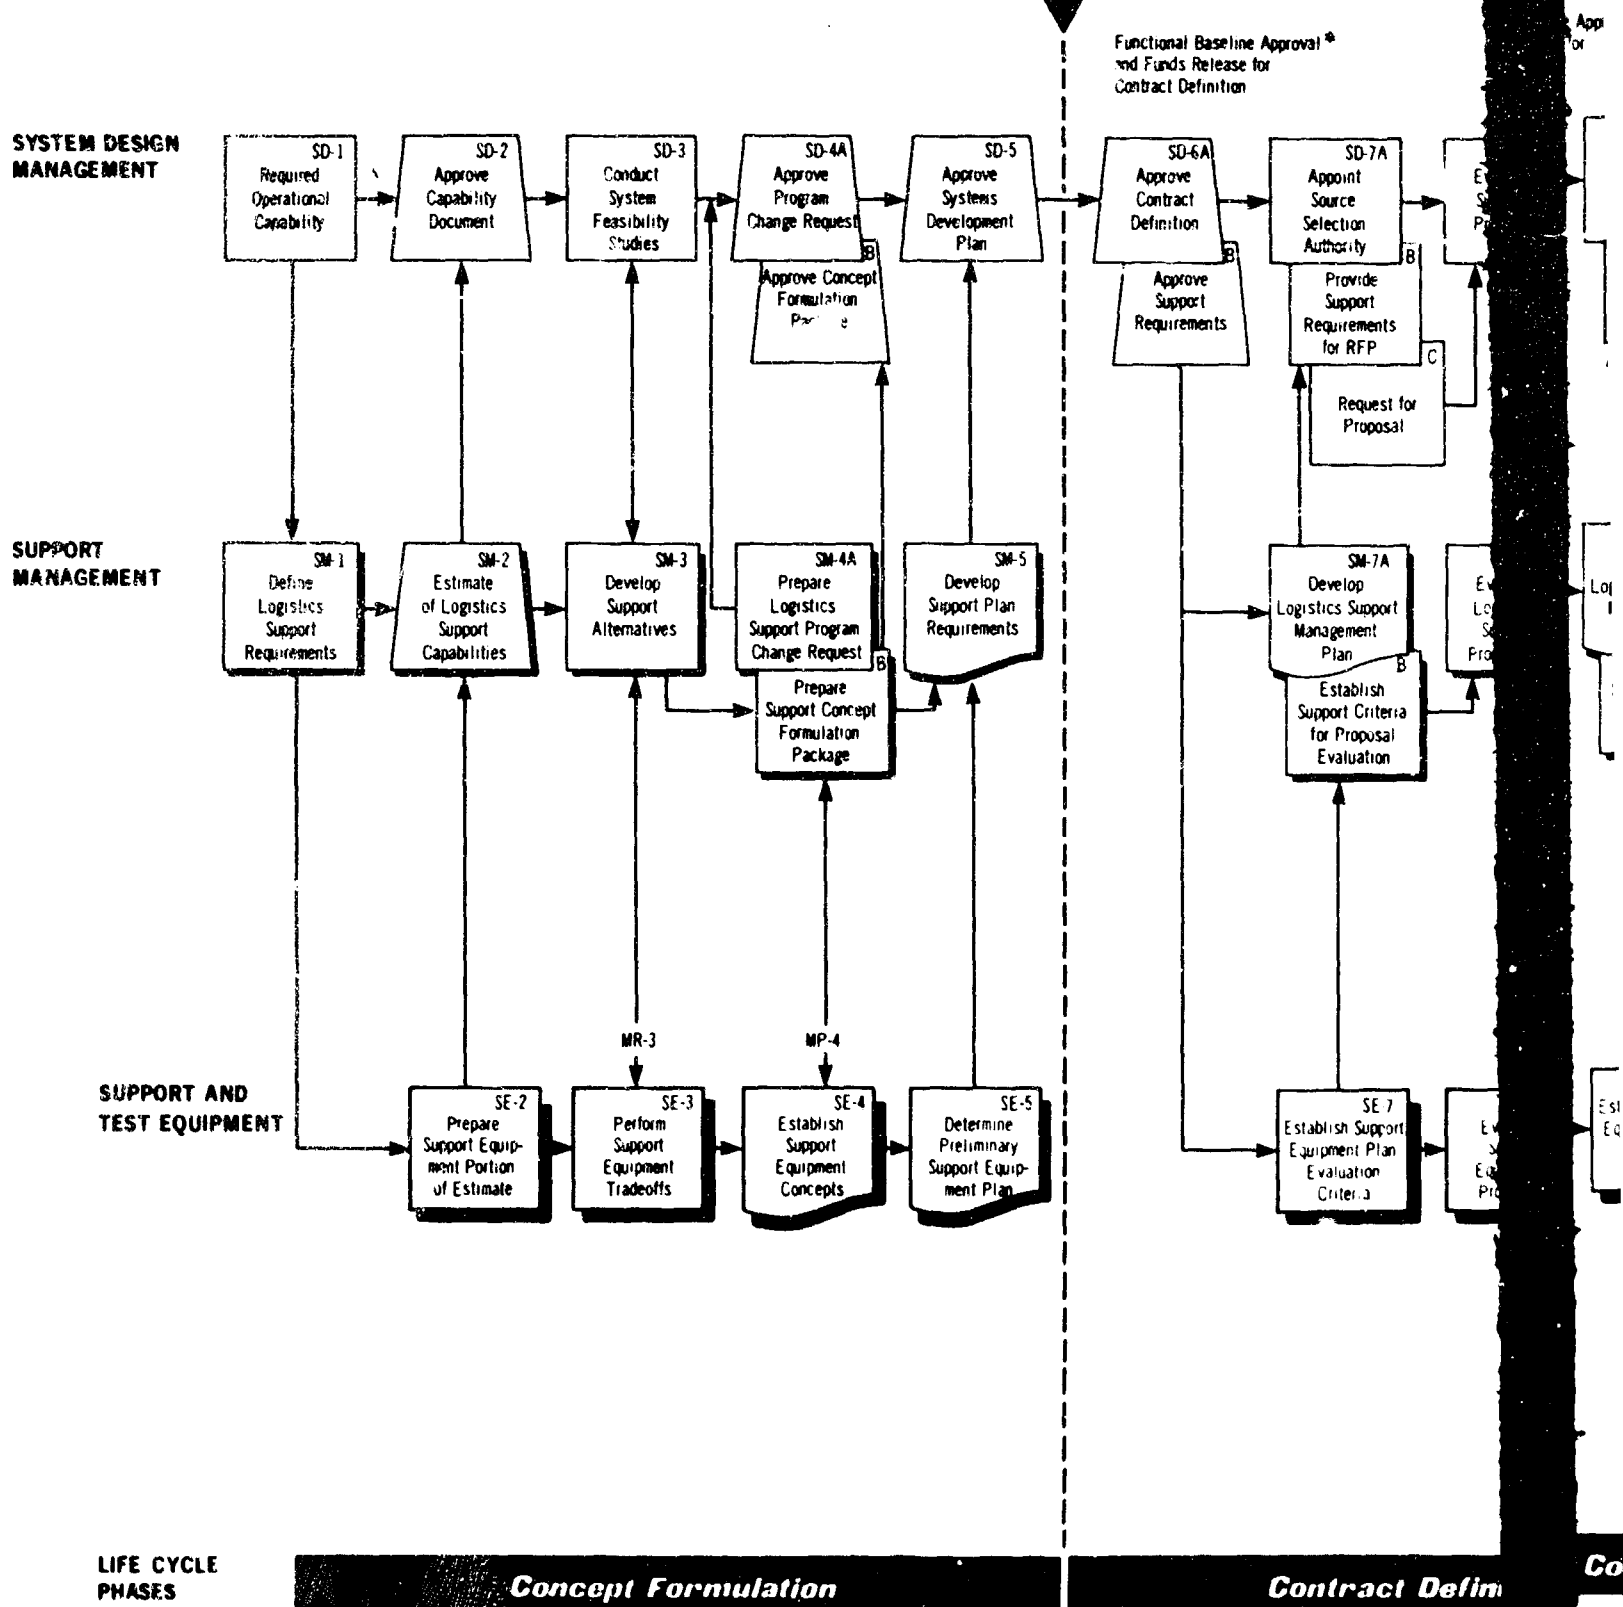 Functional Baseline Approval *
and Funds Release for
Contract Definition
SYSTEM DESIGN
MANAGEMENT
SD-1
Required
Operational
Capability
SD-2
Approve
Capability
Document
SD-3
Conduct
System
Feasibility
Studies
SD-4A
Approve
Program
Change Request
B
Approve Concept
Formulation
SD-5
Approve
Systems
Development
Plan
SD-6A
Approve
Contract
Definition
B
Approve
Support
Requirements
SD-7A
Appoint
Source
Selection
Authority
B
Provide
Support
Requirements
for RFP
C
Request for
Proposal
SUPPORT
MANAGEMENT
SM-1
Define
Logistics
Support
Requirements
SM-2
Estimate
of Logistics
Support
Capabilities
SM-3
Develop
Support
Alternatives
SM-4A
Prepare
Logistics
Support Program
Change Request
B
Prepare
Support Concept
Formulation
Package
SM-5
Develop
Support Plan
Requirements
SM-7A
Develop
Logistics Support
Management
Plan
B
Establish
Support Criteria
for Proposal
Evaluation
MR-3
MP-4
SUPPORT AND
TEST EQUIPMENT
SE-2
Prepare
Support Equip-
ment Portion
of Estimate
SE-3
Perform
Support
Equipment
Tradeoffs
SE-4
Establish
Support
Equipment
Concepts
SE-5
Determine
Preliminary
Support Equip-
ment Plan
SE-7
Establish Support
Equipment Plan
Evaluation
Criteria
LIFE CYCLE
PHASES
Concept Formulation
Contract